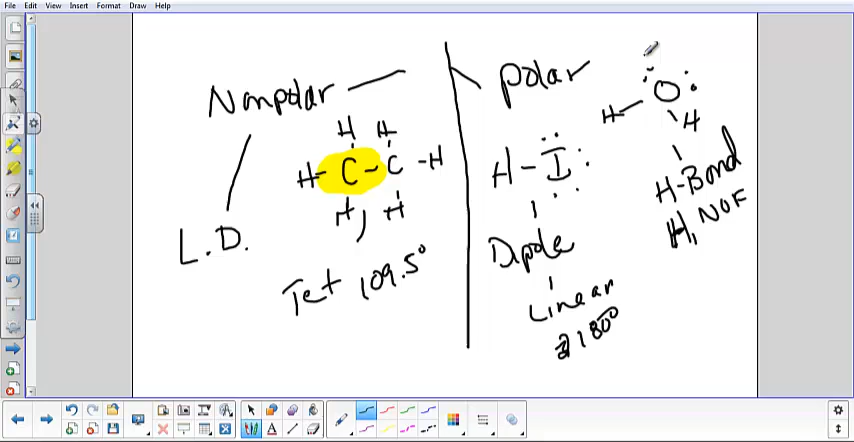 File Edit View Insert Format Draw Help
Nonpolar
polar
H H
H - C - C - H
H H
L.D.
Tet 109.5°
H - I
Dipole
Linear
180°
O
H H
H-Bond
H, NOF
A